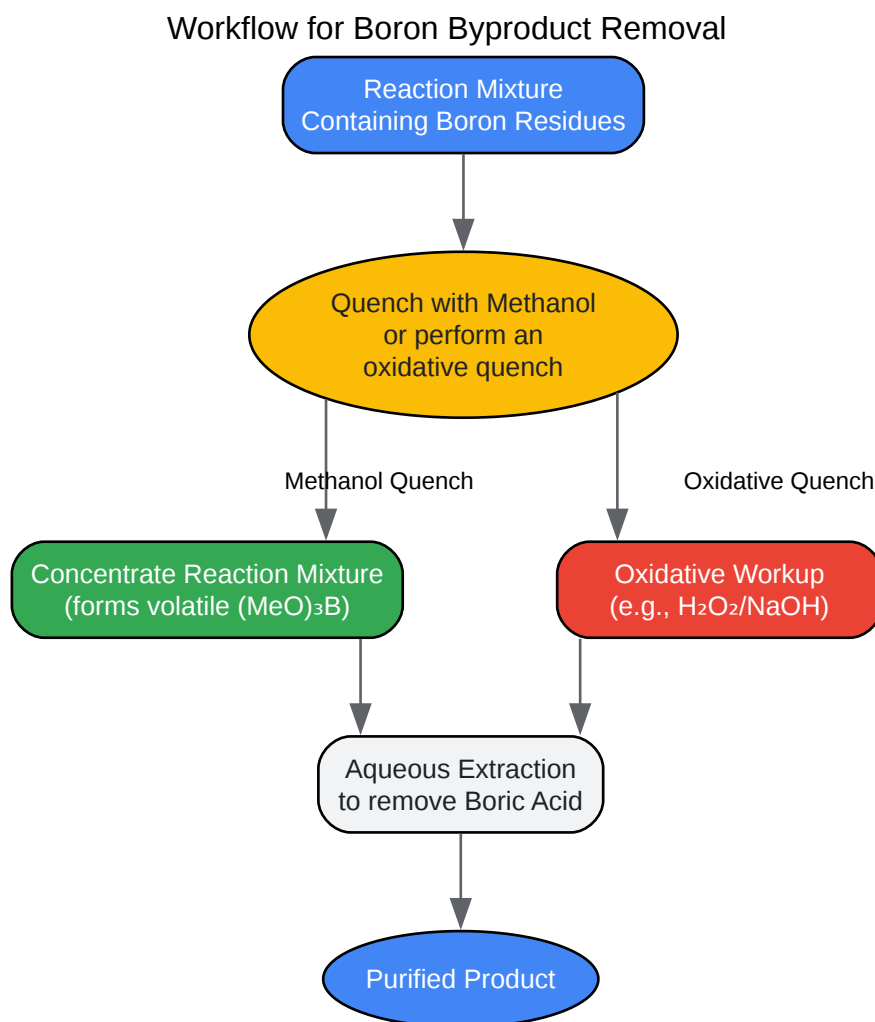 Workflow for Boron Byproduct Removal
Reaction Mixture
Containing Boron Residues
Quench with Methanol
or perform an
oxidative quench
Methanol Quench
Oxidative Quench
Concentrate Reaction Mixture
(forms volatile (MeO)₃B)
Oxidative Workup
(e.g., H₂O₂/NaOH)
Aqueous Extraction
to remove Boric Acid
Purified Product